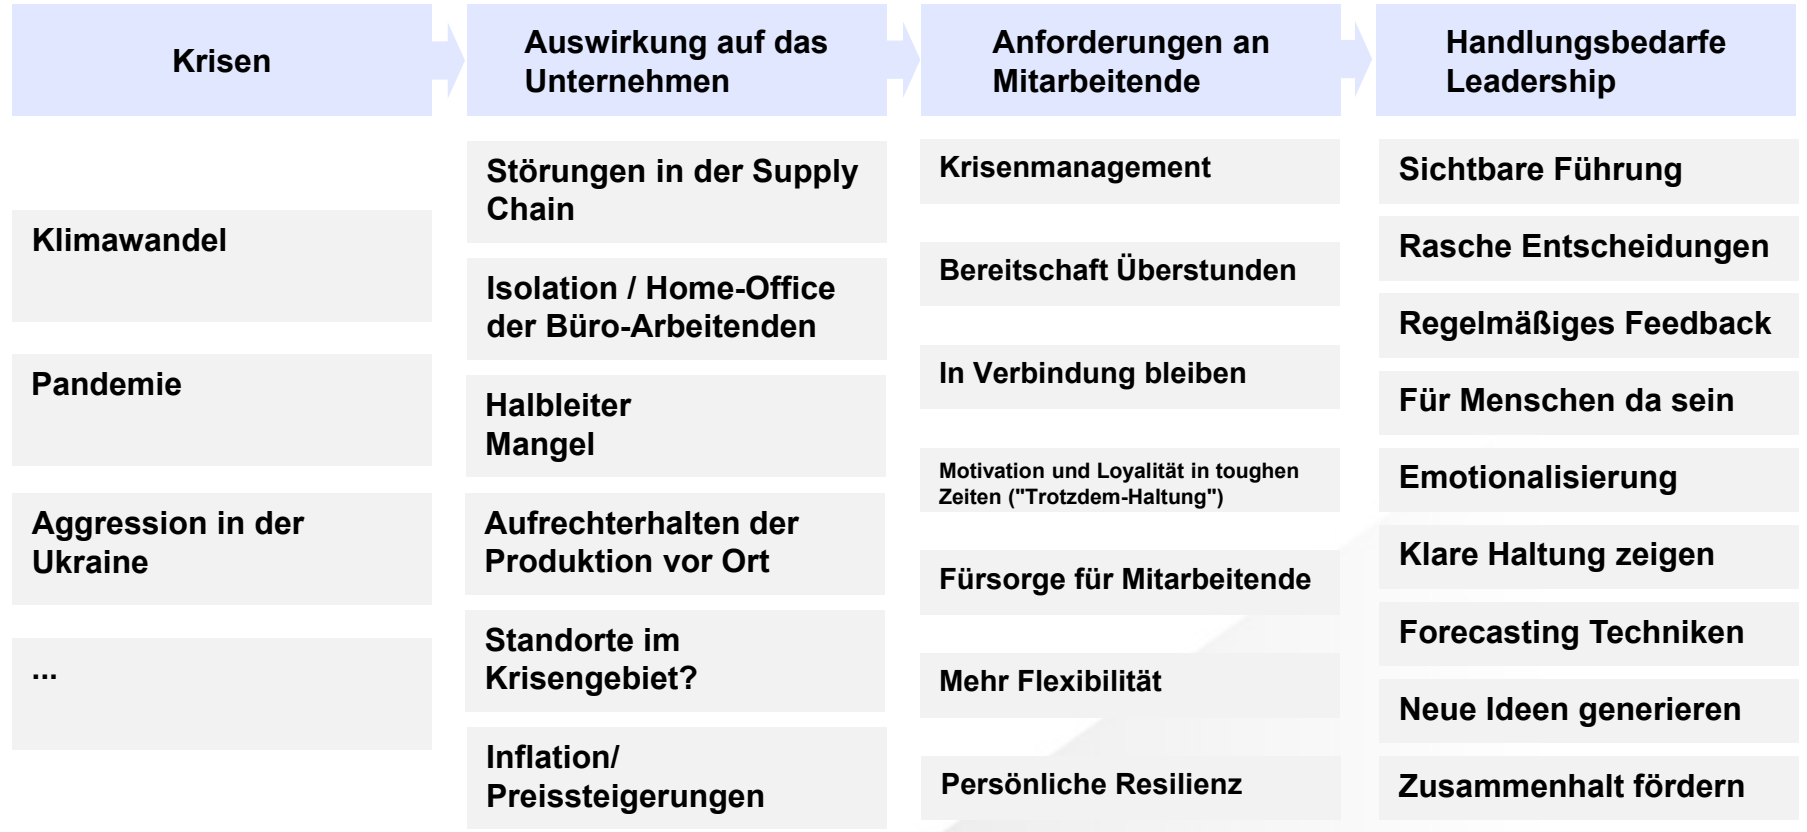 Krisen
Auswirkung auf das
Unternehmen
Anforderungen an
Mitarbeitende
Handlungsbedarfe
Leadership
Klimawandel
Pandemie
Aggression in der
Ukraine
...
Störungen in der Supply
Chain
Isolation / Home-Office
der Büro-Arbeitenden
Halbleiter
Mangel
Aufrechterhalten der
Produktion vor Ort
Standorte im
Krisengebiet?
Inflation/
Preissteigerungen
Krisenmanagement
Bereitschaft Überstunden
In Verbindung bleiben
Motivation und Loyalität in toughen
Zeiten ("Trotzdem-Haltung")
Fürsorge für Mitarbeitende
Mehr Flexibilität
Persönliche Resilienz
Sichtbare Führung
Rasche Entscheidungen
Regelmäßiges Feedback
Für Menschen da sein
Emotionalisierung
Klare Haltung zeigen
Forecasting Techniken
Neue Ideen generieren
Zusammenhalt fördern